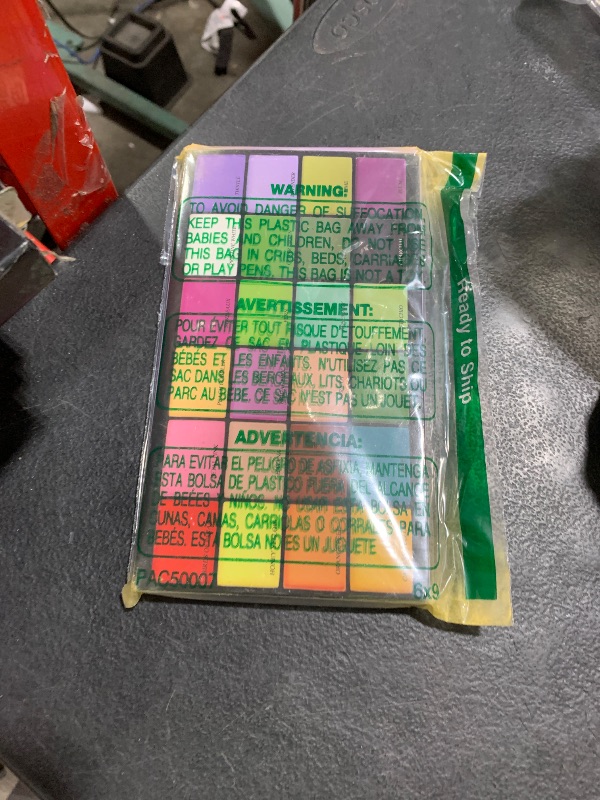 WARNING:
TO AVOID DANGER OF SUFFOCATION,
KEEP THIS PLASTIC BAG AWAY FROM
BABIES AND CHILDREN, DO NOT USE
THIS BAG IN CRIBS, BEDS, CARRIAGES
OR PLAY PENS. THIS BAG IS NOT A TOY.
AVERTISSEMENT:
POUR ÉVITER TOUT RISQUE D'ÉTOUFFEMENT,
GARDEZ CE SAC EN PLASTIQUE LOIN DES
BÉBÉS ET LES ENFANTS. N'UTILISEZ PAS CE
SAC DANS LES BERCEAUX, LITS, CHARIOTS OU
PARC AU BÉBÉ. CE SAC N'EST PAS UN JOUET.
ADVERTENCIA:
PARA EVITAR EL PELIGRO DE ASFIXIA, MANTENGA
ESTA BOLSA DE PLASTICO FUERA DEL ALCANCE
DE BEBÉS NIÑOS. ESTA BOLSA EN
CUNAS, CAMAS, CARRIOLAS O CORRALES PARA
BEBÉS. ESTA BOLSA NO ES UN JUGUETE
PAC50007
6x9
Ready to Ship